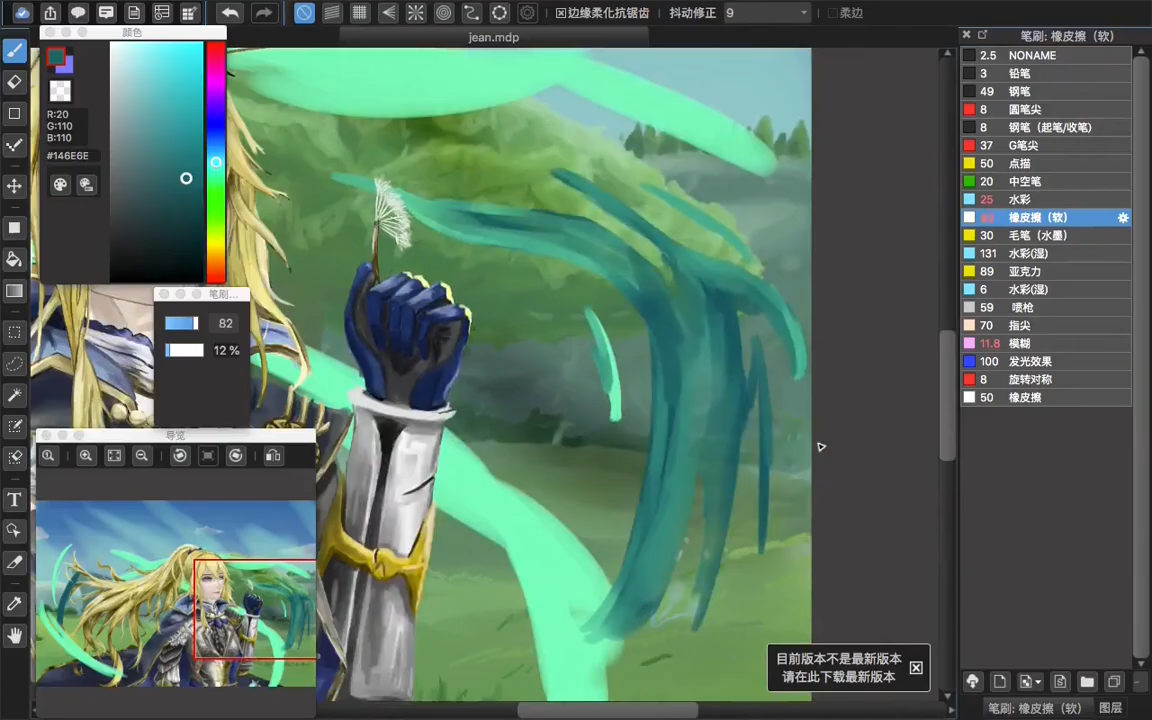 边缘柔化抗锯齿 抖动修正 9 柔边
颜色
jean.mdp
笔刷: 橡皮擦（软）
R:20
G:110
B:110
#146E6E
2.5 NONAME
3 铅笔
49 钢笔
8 圆笔尖
8 钢笔（起笔/收笔）
37 G笔尖
50 点描
20 中空笔
25 水彩
橡皮擦（软）
30 毛笔（水墨）
131 水彩(湿)
89 亚克力
6 水彩(湿)
59 喷枪
70 指尖
11.8 模糊
100 发光效果
8 旋转对称
50 橡皮擦
笔刷...
82
12 %
导览
T
目前版本不是最新版本
请在此下载最新版本
笔刷: 橡皮擦（软） 图层